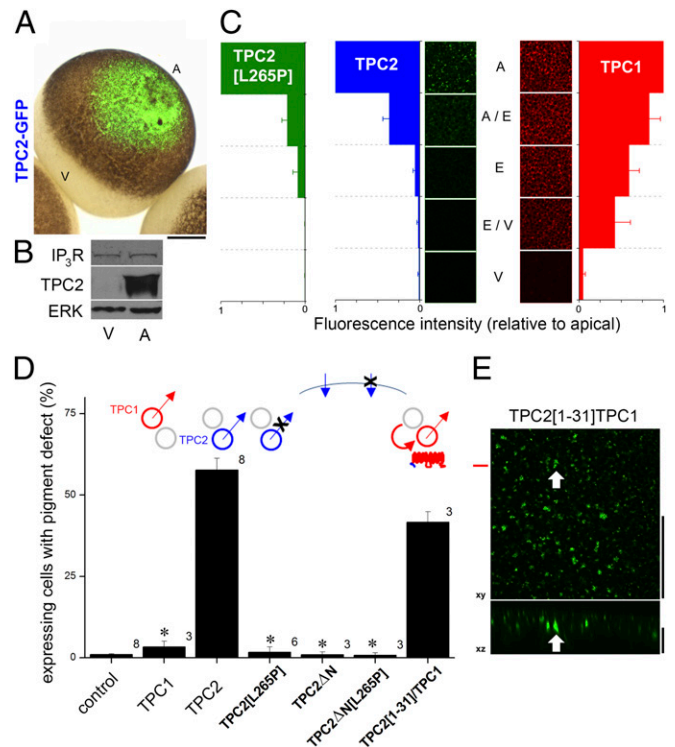 A
TPC2-GFP
A
V
B
IP3R
TPC2
ERK
V A
C
TPC2
[L265P]
TPC2
TPC1
A
A / E
E
E / V
V
1 0 1 0 0 1
Fluorescence intensity (relative to apical)
D
expressing cells with pigment defect (%)
75
50
25
0
TPC1
TPC2
8
3
8
6
3
3
3
* * * *
control
TPC1
TPC2
TPC2[L265P]
TPC2ΔN
TPC2ΔN[L265P]
TPC2[1-31]/TPC1
E
TPC2[1-31]TPC1
xy
xz